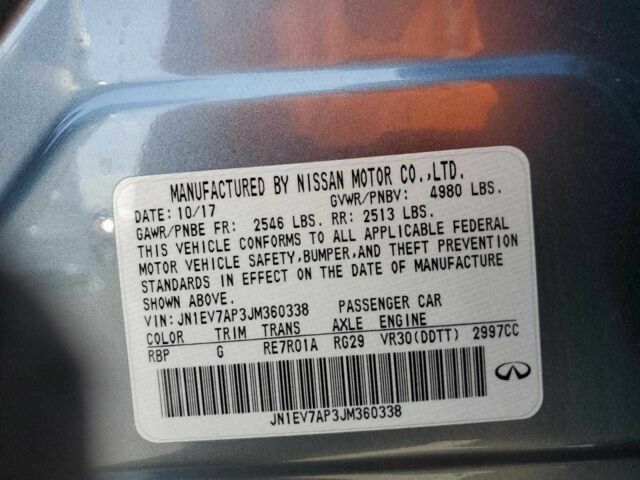 MANUFACTURED BY NISSAN MOTOR CO.,LTD.
DATE: 10/17 GVWR/PNBV: 4980 LBS.
GAWR/PNBE FR: 2546 LBS. RR: 2513 LBS.
THIS VEHICLE CONFORMS TO ALL APPLICABLE FEDERAL
MOTOR VEHICLE SAFETY,BUMPER,AND THEFT PREVENTION
STANDARDS IN EFFECT ON THE DATE OF MANUFACTURE
SHOWN ABOVE.
VIN: JN1EV7AP3JM360338 PASSENGER CAR
COLOR TRIM TRANS AXLE ENGINE
RBP G RE7R01A RG29 VR30(DDTT) 2997CC
JN1EV7AP3JM360338